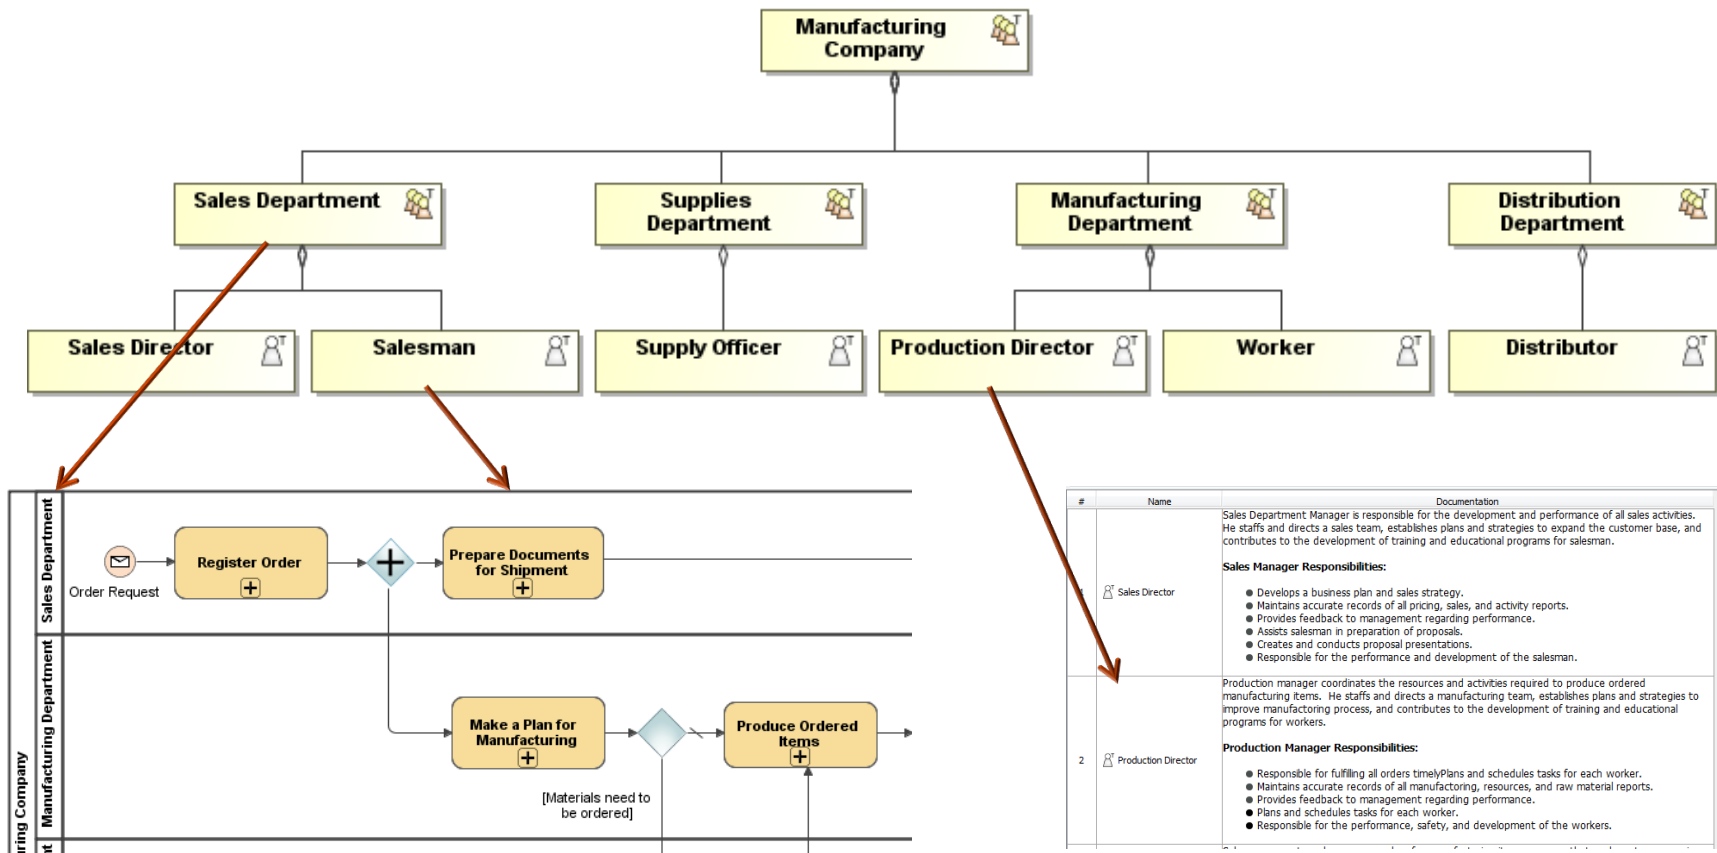 Manufacturing
Company
Sales Department
Supplies
Department
Manufacturing
Department
Distribution
Department
Sales Director
Salesman
Supply Officer
Production Director
Worker
Distributor
Sales Department
Order Request
Register Order
Prepare Documents
for Shipment
Manufacturing Department
Make a Plan for
Manufacturing
Produce Ordered
Items
[Materials need to
be ordered]
ring Company
nt
# Name Documentation
Sales Department Manager is responsible for the development and performance of all sales activities.
He staffs and directs a sales team, establishes plans and strategies to expand the customer base, and
contributes to the development of training and educational programs for salesman.
Sales Manager Responsibilities:
1 Sales Director
● Develops a business plan and sales strategy.
● Maintains accurate records of all pricing, sales, and activity reports.
● Provides feedback to management regarding performance.
● Assists salesman in preparation of proposals.
● Creates and conducts proposal presentations.
● Responsible for the performance and development of the salesman.
Production manager coordinates the resources and activities required to produce ordered
manufacturing items. He staffs and directs a manufacturing team, establishes plans and strategies to
improve manufactoring process, and contributes to the development of training and educational
programs for workers.
Production Manager Responsibilities:
2 Production Director
● Responsible for fulfilling all orders timelyPlans and schedules tasks for each worker.
● Maintains accurate records of all manufactoring, resources, and raw material reports.
● Provides feedback to management regarding performance.
● Plans and schedules tasks for each worker.
● Responsible for the performance, safety, and development of the workers.